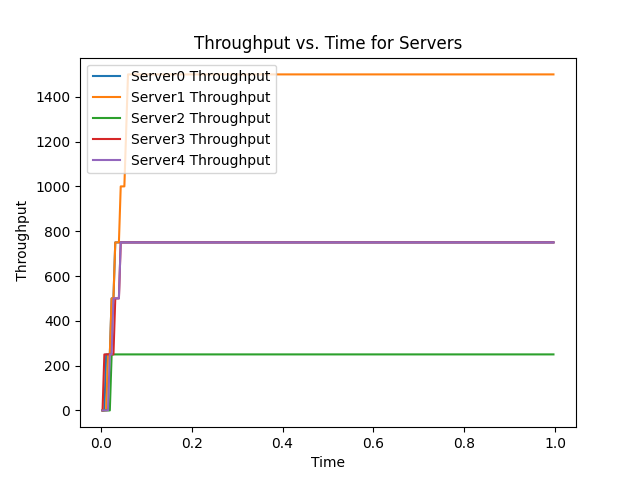 Throughput vs. Time for Servers
Server0 Throughput
Server1 Throughput
Server2 Throughput
Server3 Throughput
Server4 Throughput
Throughput
1400
1200
1000
800
600
400
200
0
0.0 0.2 0.4 0.6 0.8 1.0
Time